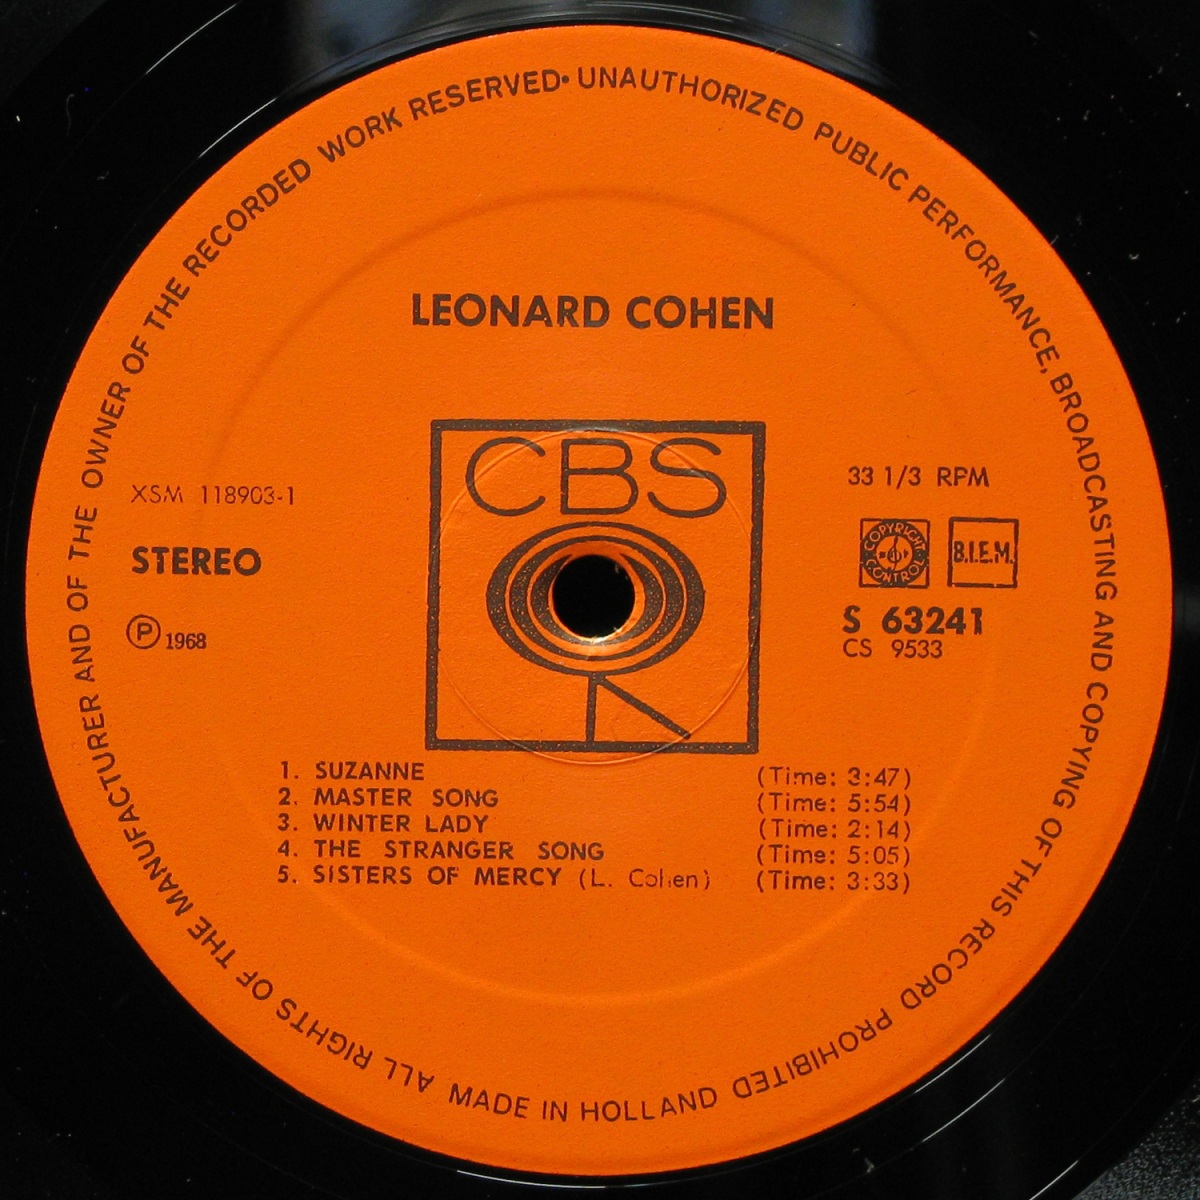 ALL RIGHTS OF THE MANUFACTURER AND OF THE OWNER OF THE RECORDED WORK RESERVED • UNAUTHORIZED PUBLIC PERFORMANCE, BROADCASTING AND COPYING OF THIS RECORD PROHIBITED
LEONARD COHEN
CBS
XSM 118903-1
STEREO
Ⓟ 1968
33 1/3 RPM
COPYRIGHT CONTROL
B.I.E.M.
S 63241
CS 9533
1. SUZANNE (Time: 3:47)
2. MASTER SONG (Time: 5:54)
3. WINTER LADY (Time: 2:14)
4. THE STRANGER SONG (Time: 5:05)
5. SISTERS OF MERCY (L. Cohen) (Time: 3:33)
MADE IN HOLLAND